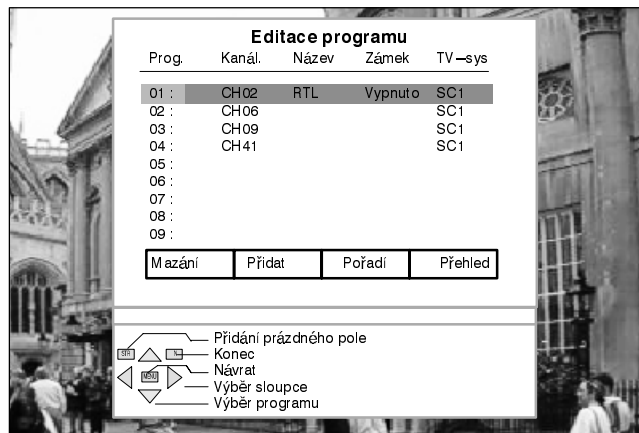 Editace programu
Prog. Kanál. Název Zámek TV–sys
01 : CH02 RTL Vypnuto SC1
02 : CH06 SC1
03 : CH09 SC1
04 : CH41 SC1
05 :
06 :
07 :
08 :
09 :
Mazání Přidat Pořadí Přehled
Přidání prázdného pole
STR N Konec
MENU Návrat
Výběr sloupce
Výběr programu